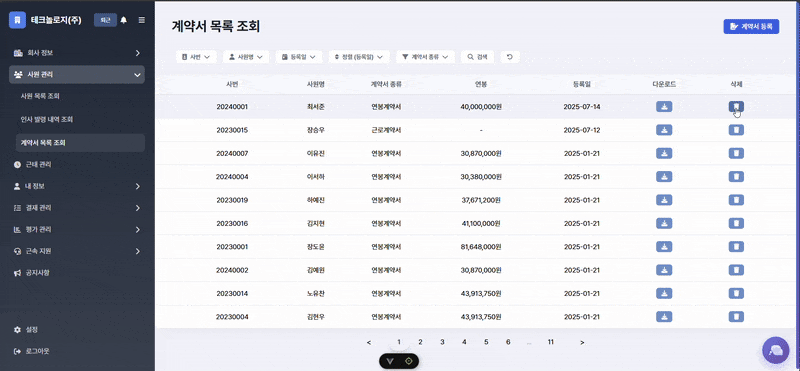 테크놀로지(주) 퇴근
회사 정보
사원 관리
사원 목록 조회
인사 발령 내역 조회
계약서 목록 조회
근태 관리
내 정보
결재 관리
평가 관리
근속 지원
공지사항
설정
로그아웃
계약서 목록 조회
계약서 등록
사번 사원명 등록일 정렬 (등록일) 계약서 종류 검색
사번 사원명 계약서 종류 연봉 등록일 다운로드 삭제
20240001 최서준 연봉계약서 40,000,000원 2025-07-14
20230015 장승우 근로계약서 - 2025-07-12
20240007 이유진 연봉계약서 30,870,000원 2025-01-21
20240004 이서하 연봉계약서 30,380,000원 2025-01-21
20230019 하예진 연봉계약서 37,671,200원 2025-01-21
20230016 김지현 연봉계약서 41,100,000원 2025-01-21
20230001 장도윤 연봉계약서 81,648,000원 2025-01-21
20240002 김예원 연봉계약서 30,870,000원 2025-01-21
20230014 노유찬 연봉계약서 43,913,750원 2025-01-21
20230004 김현우 연봉계약서 43,913,750원 2025-01-21
< 1 2 3 4 5 6 ... 11 >